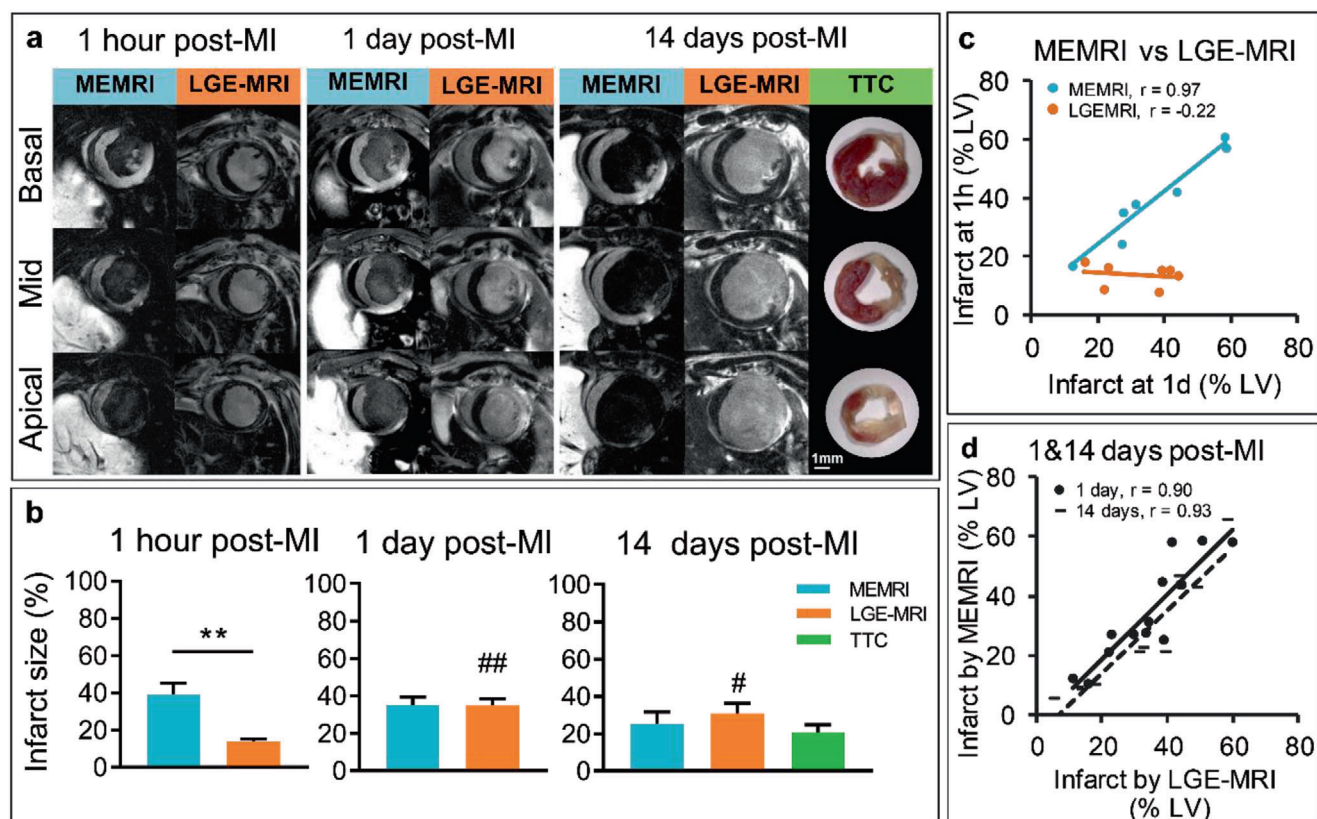 a
1 hour post-MI
1 day post-MI
14 days post-MI
MEMRI
LGE-MRI
MEMRI
LGE-MRI
MEMRI
LGE-MRI
TTC
Basal
Mid
Apical
1mm
b
1 hour post-MI
1 day post-MI
14 days post-MI
Infarct size (%)
100
80
60
40
20
0
**
100
80
60
40
20
0
##
100
80
60
40
20
0
#
MEMRI
LGE-MRI
TTC
c
MEMRI vs LGE-MRI
MEMRI, r = 0.97
LGEMRI, r = -0.22
Infarct at 1h (% LV)
80
60
40
20
0
0 20 40 60 80
Infarct at 1d (% LV)
d
1&14 days post-MI
1 day, r = 0.90
14 days, r = 0.93
Infarct by MEMRI (% LV)
80
60
40
20
0
0 20 40 60 80
Infarct by LGE-MRI
(% LV)